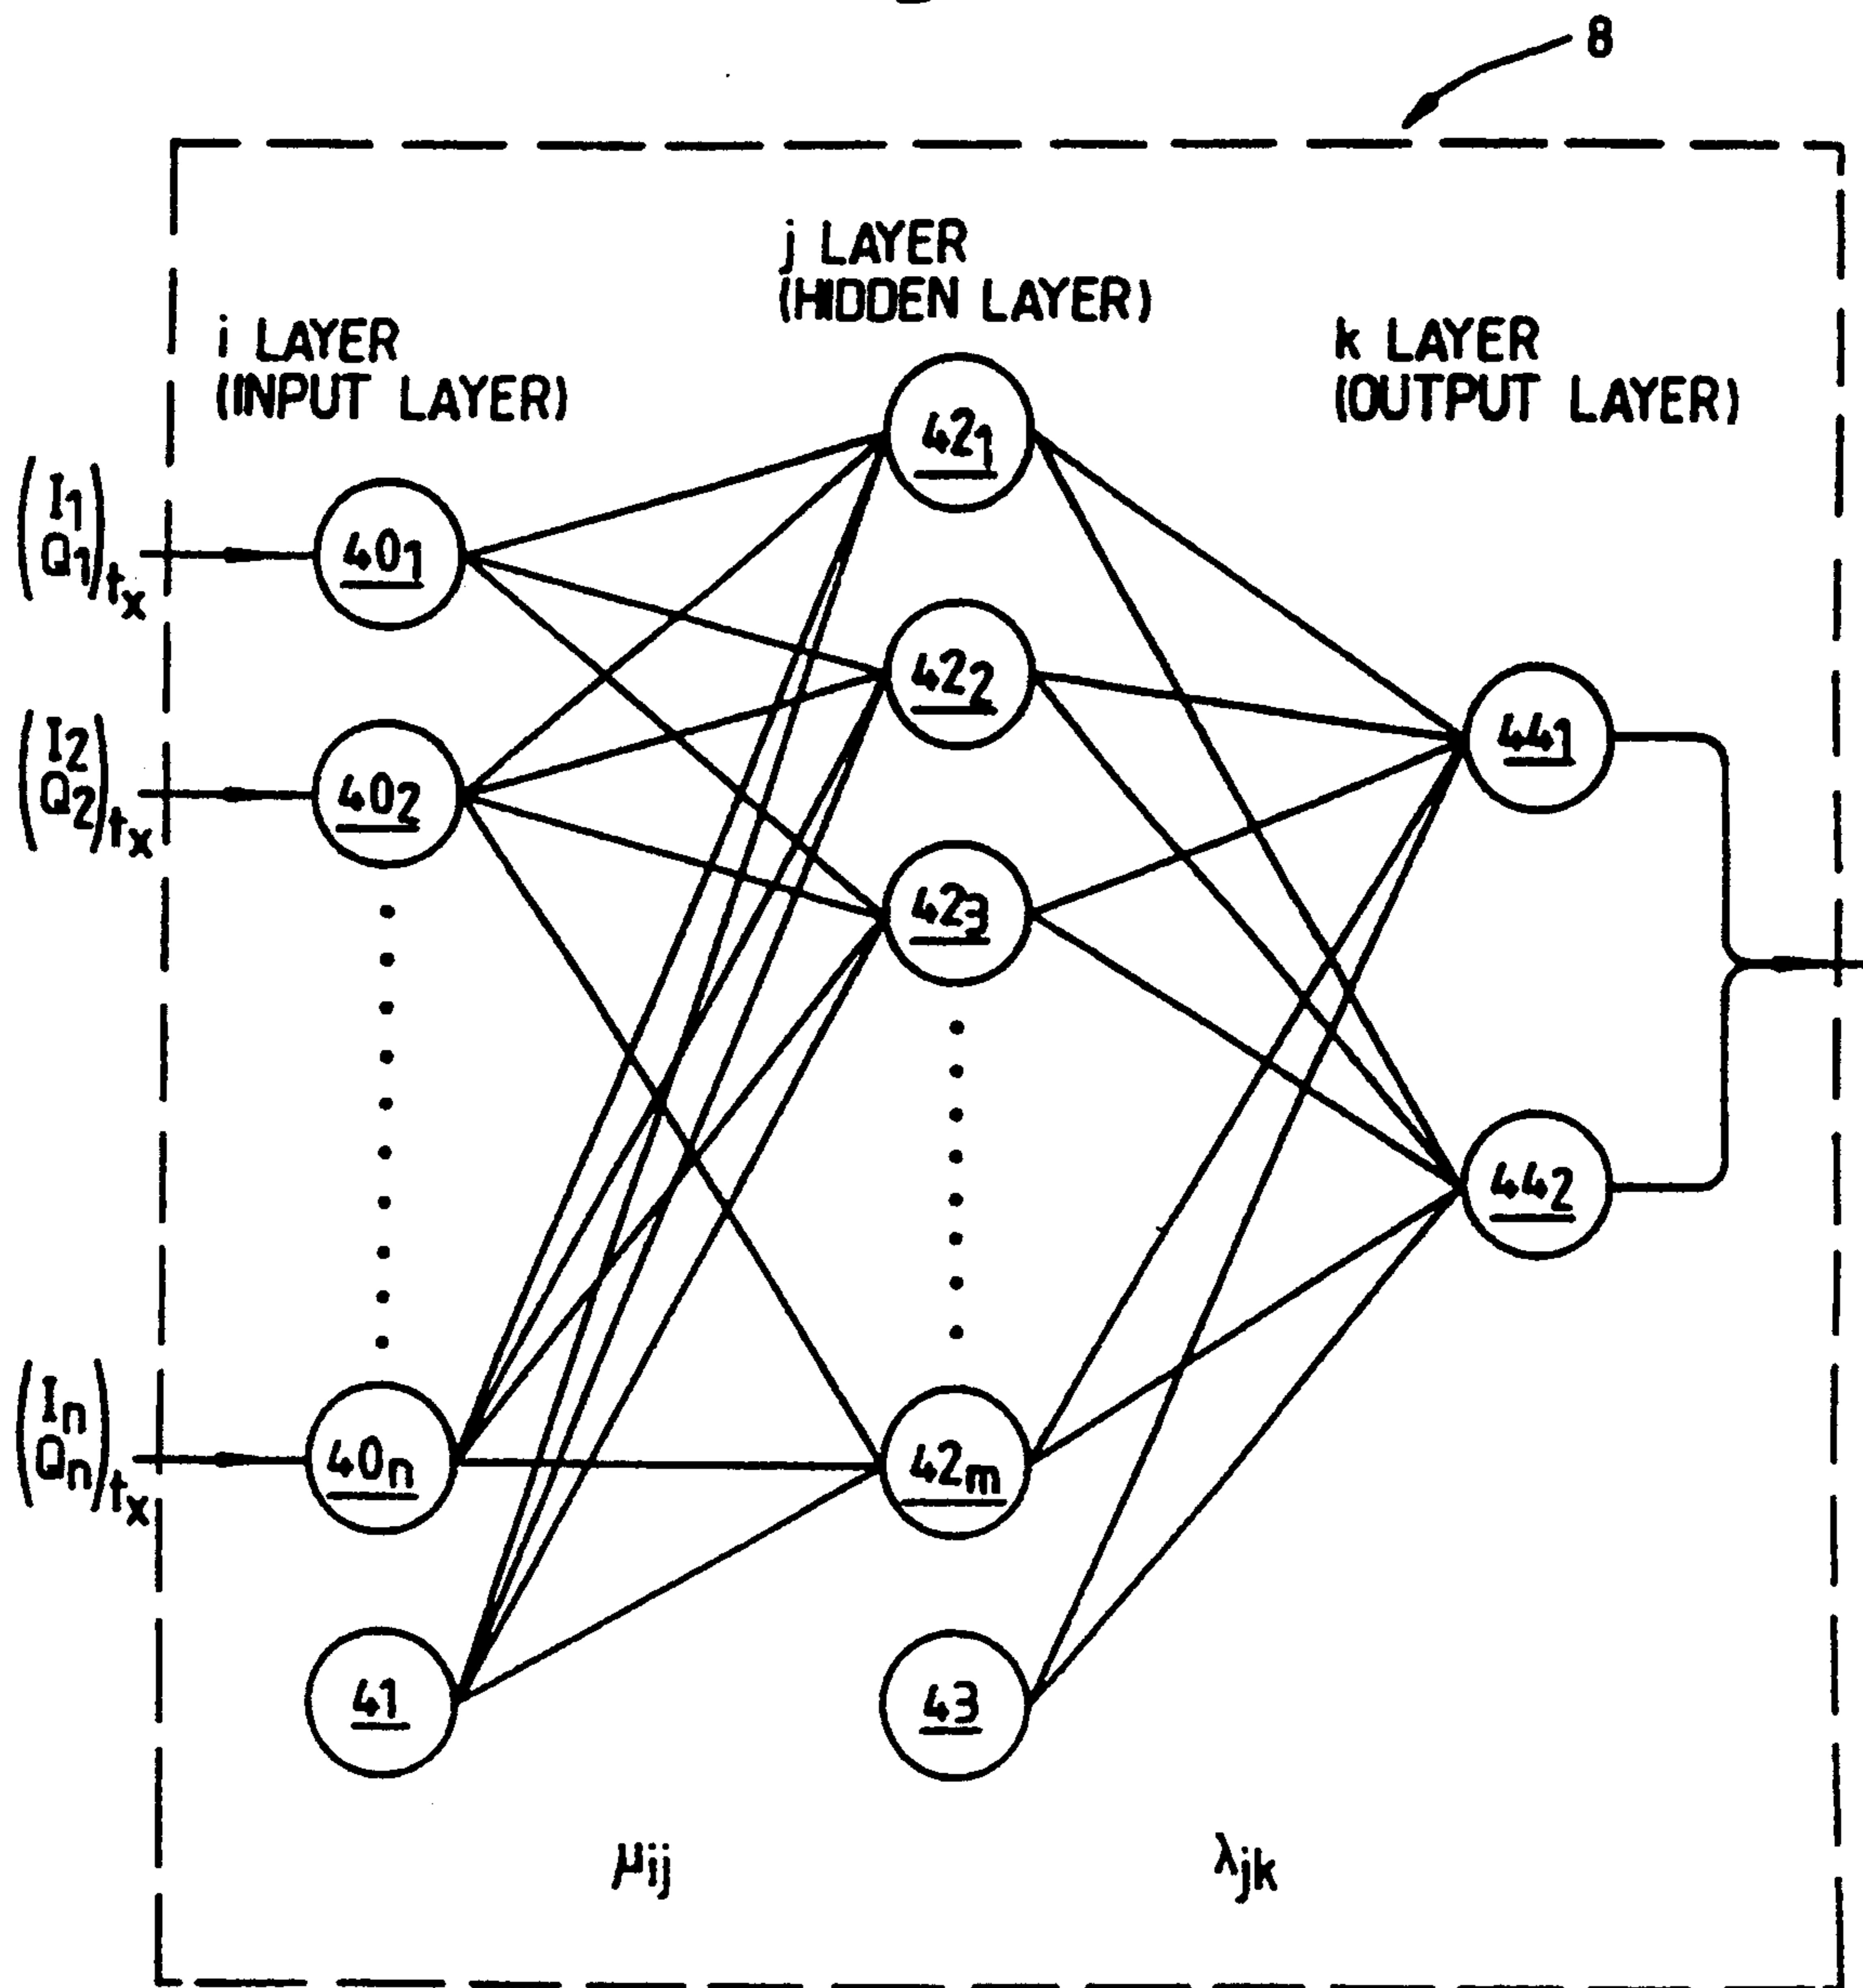 8
j LAYER
(HIDDEN LAYER)
i LAYER
(INPUT LAYER)
k LAYER
(OUTPUT LAYER)
(I₁ Q₁)tₓ
40₁
42₁
42₂
44₁
(I₂ Q₂)tₓ
40₂
42₃
44₂
(Iₙ Qₙ)tₓ
40ₙ
42ₘ
41
43
μij
λjk